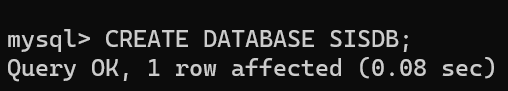 mysql> CREATE DATABASE SISDB;
Query OK, 1 row affected (0.08 sec)